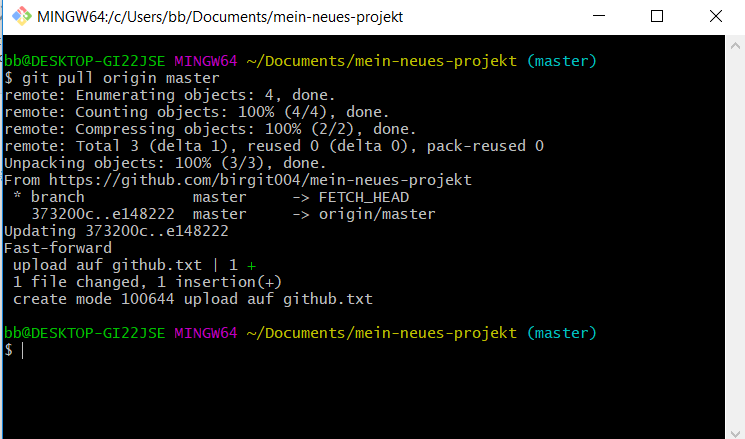 MINGW64:/c/Users/bb/Documents/mein-neues-projekt
bb@DESKTOP-GI22JSE MINGW64 ~/Documents/mein-neues-projekt (master)
$ git pull origin master
remote: Enumerating objects: 4, done.
remote: Counting objects: 100% (4/4), done.
remote: Compressing objects: 100% (2/2), done.
remote: Total 3 (delta 1), reused 0 (delta 0), pack-reused 0
Unpacking objects: 100% (3/3), done.
From https://github.com/birgit004/mein-neues-projekt
 * branch            master     -> FETCH_HEAD
   373200c..e148222  master     -> origin/master
Updating 373200c..e148222
Fast-forward
 upload auf github.txt | 1 +
 1 file changed, 1 insertion(+)
 create mode 100644 upload auf github.txt
bb@DESKTOP-GI22JSE MINGW64 ~/Documents/mein-neues-projekt (master)
$